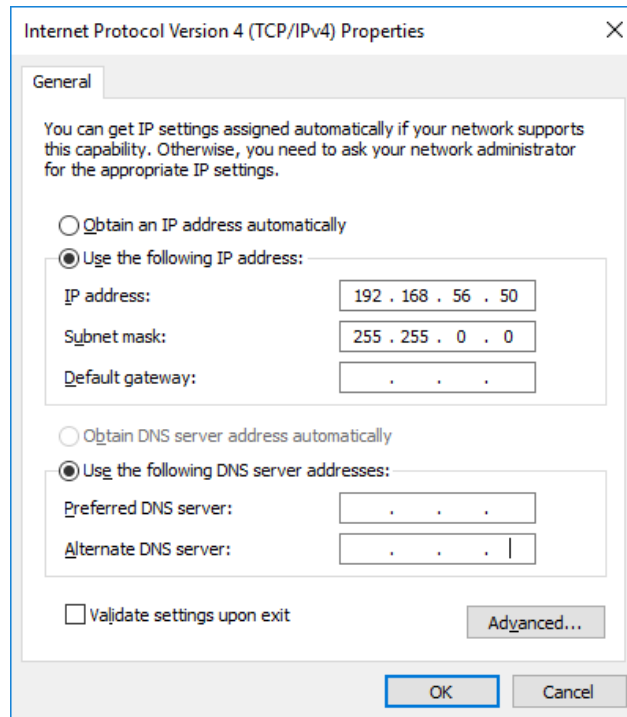 Internet Protocol Version 4 (TCP/IPv4) Properties
General
You can get IP settings assigned automatically if your network supports
this capability. Otherwise, you need to ask your network administrator
for the appropriate IP settings.
Obtain an IP address automatically
Use the following IP address:
IP address: 192 . 168 . 56 . 50
Subnet mask: 255 . 255 . 0 . 0
Default gateway: . . .
Obtain DNS server address automatically
Use the following DNS server addresses:
Preferred DNS server: . . .
Alternate DNS server: . . .
Validate settings upon exit
Advanced...
OK Cancel